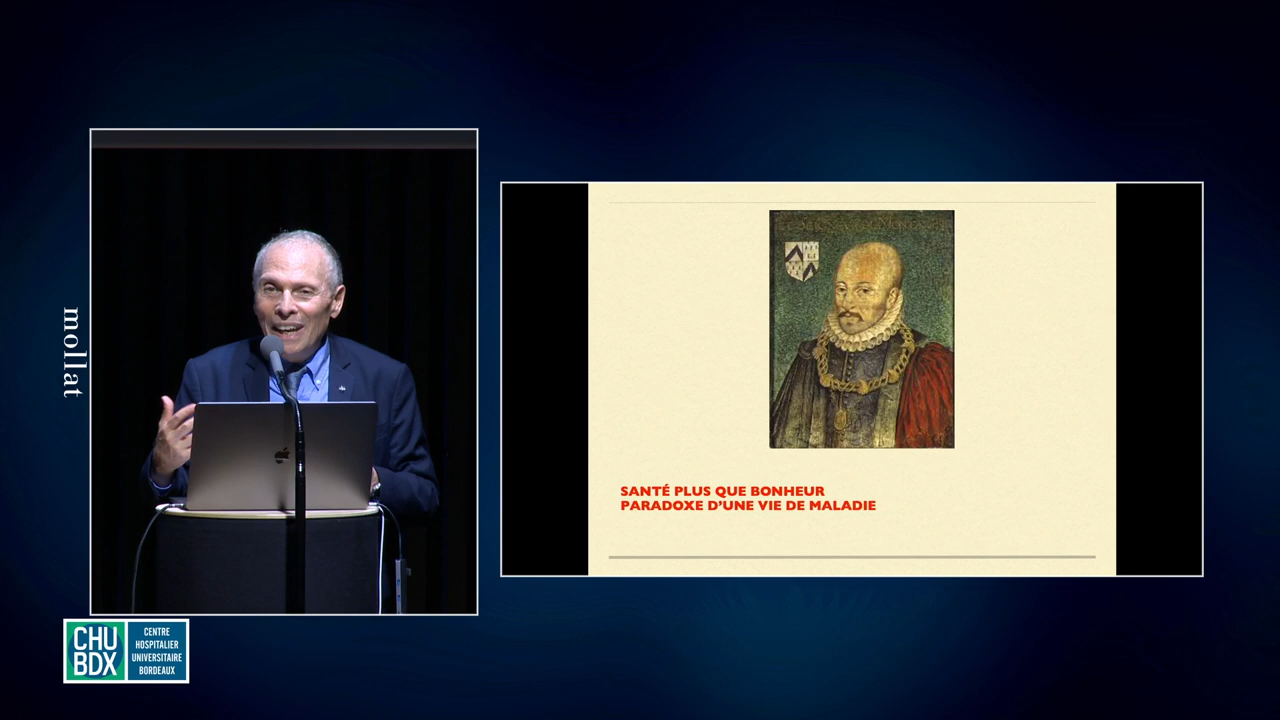 mollat
SANTÉ PLUS QUE BONHEUR
PARADOXE D'UNE VIE DE MALADIE
CHU
BDX
CENTRE
HOSPITALIER
UNIVERSITAIRE
BORDEAUX